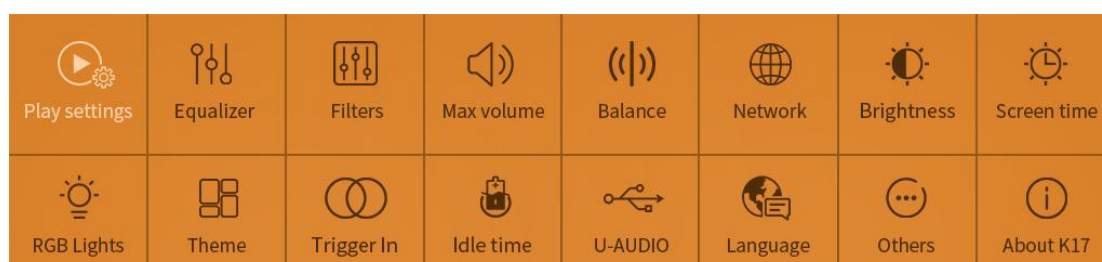 Play settings
Equalizer
Filters
Max volume
Balance
Network
Brightness
Screen time
RGB Lights
Theme
Trigger In
Idle time
U-AUDIO
Language
Others
About K17